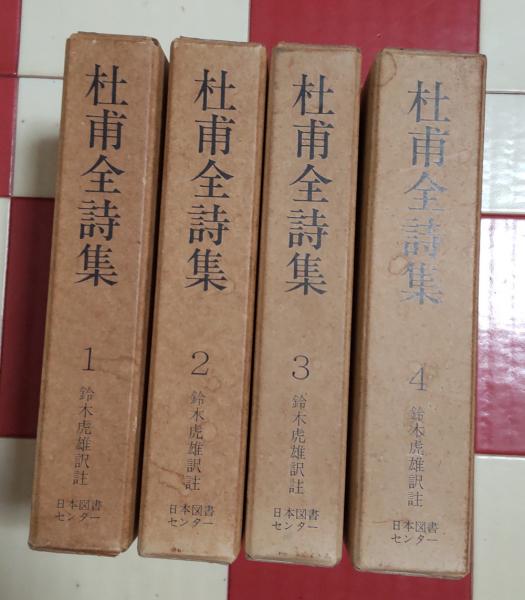 杜甫全詩集
1
鈴木虎雄訳註
日本図書
センター
杜甫全詩集
2
鈴木虎雄訳註
日本図書
センター
杜甫全詩集
3
鈴木虎雄訳註
日本図書
センター
杜甫全詩集
4
鈴木虎雄訳註
日本図書
センター